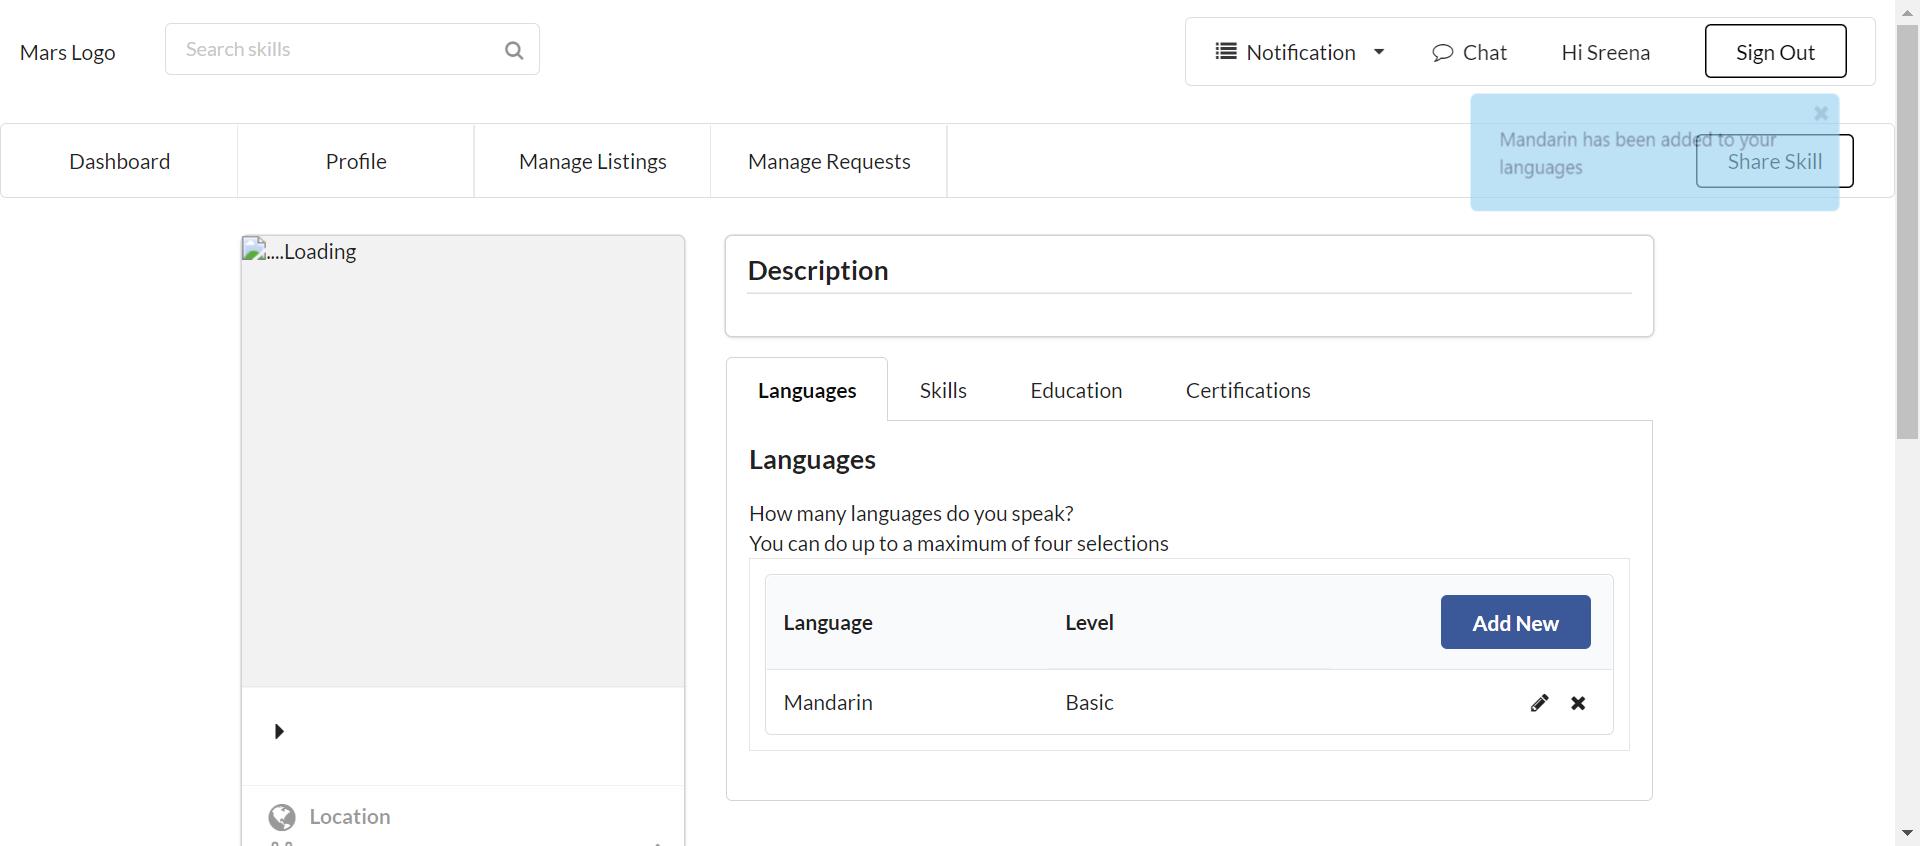 Mars Logo
Search skills
Notification
Chat
Hi Sreena
Sign Out
Dashboard
Profile
Manage Listings
Manage Requests
Mandarin has been added to your
languages
Share Skill
....Loading
Description
Languages
Skills
Education
Certifications
Languages
How many languages do you speak?
You can do up to a maximum of four selections
Language
Level
Add New
Mandarin
Basic
Location